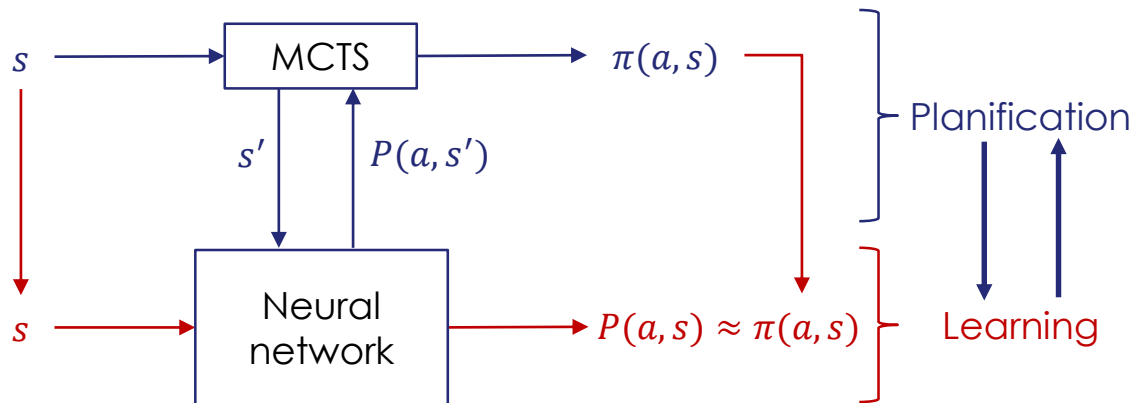 s
MCTS
π(a, s)
Planification
s′
P(a, s′)
s
Neural
network
P(a, s) ≈ π(a, s)
Learning